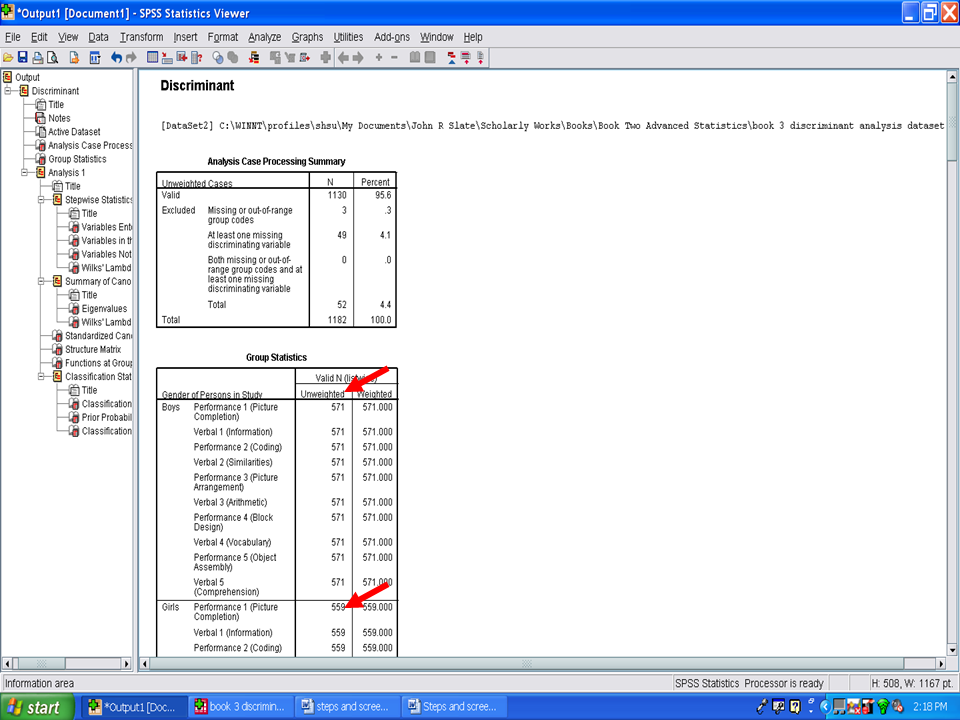 *Output1 [Document1] - SPSS Statistics Viewer
File Edit View Data Transform Insert Format Analyze Graphs Utilities Add-ons Window Help
Output
Discriminant
Title
Notes
Active Dataset
Analysis Case Process
Group Statistics
Analysis 1
Title
Stepwise Statistics
Title
Variables Ent
Variables in th
Variables Not
Wilks' Lambd
Summary of Cano
Title
Eigenvalues
Wilks' Lambd
Standardized Can
Structure Matrix
Functions at Group
Classification Stat
Title
Classification
Prior Probabil
Classification
Discriminant
[DataSet2] C:\WINNT\profiles\shsu\My Documents\John R Slate\Scholarly Works\Books\Book Two Advanced Statistics\book 3 discriminant analysis dataset
Analysis Case Processing Summary
Unweighted Cases N Percent
Valid 1130 95.6
Excluded Missing or out-of-range 3 .3
group codes
At least one missing 49 4.1
discriminating variable
Both missing or out-of- 0 .0
range group codes and at
least one missing
discriminating variable
Total 52 4.4
Total 1182 100.0
Group Statistics
Valid N
Gender of Persons in Study Unweighted Weighted
Boys Performance 1 (Picture 571 571.000
Completion)
Verbal 1 (Information) 571 571.000
Performance 2 (Coding) 571 571.000
Verbal 2 (Similarities) 571 571.000
Performance 3 (Picture 571 571.000
Arrangement)
Verbal 3 (Arithmetic) 571 571.000
Performance 4 (Block 571 571.000
Design)
Verbal 4 (Vocabulary) 571 571.000
Performance 5 (Object 571 571.000
Assembly)
Verbal 5 571 571.000
(Comprehension)
Girls Performance 1 (Picture 559 559.000
Completion)
Verbal 1 (Information) 559 559.000
Performance 2 (Coding) 559 559.000
Information area SPSS Statistics Processor is ready H: 508, W: 1167 pt.
start *Output1 [Doc... book 3 discrimin... steps and scree... Steps and scree... 2:18 PM